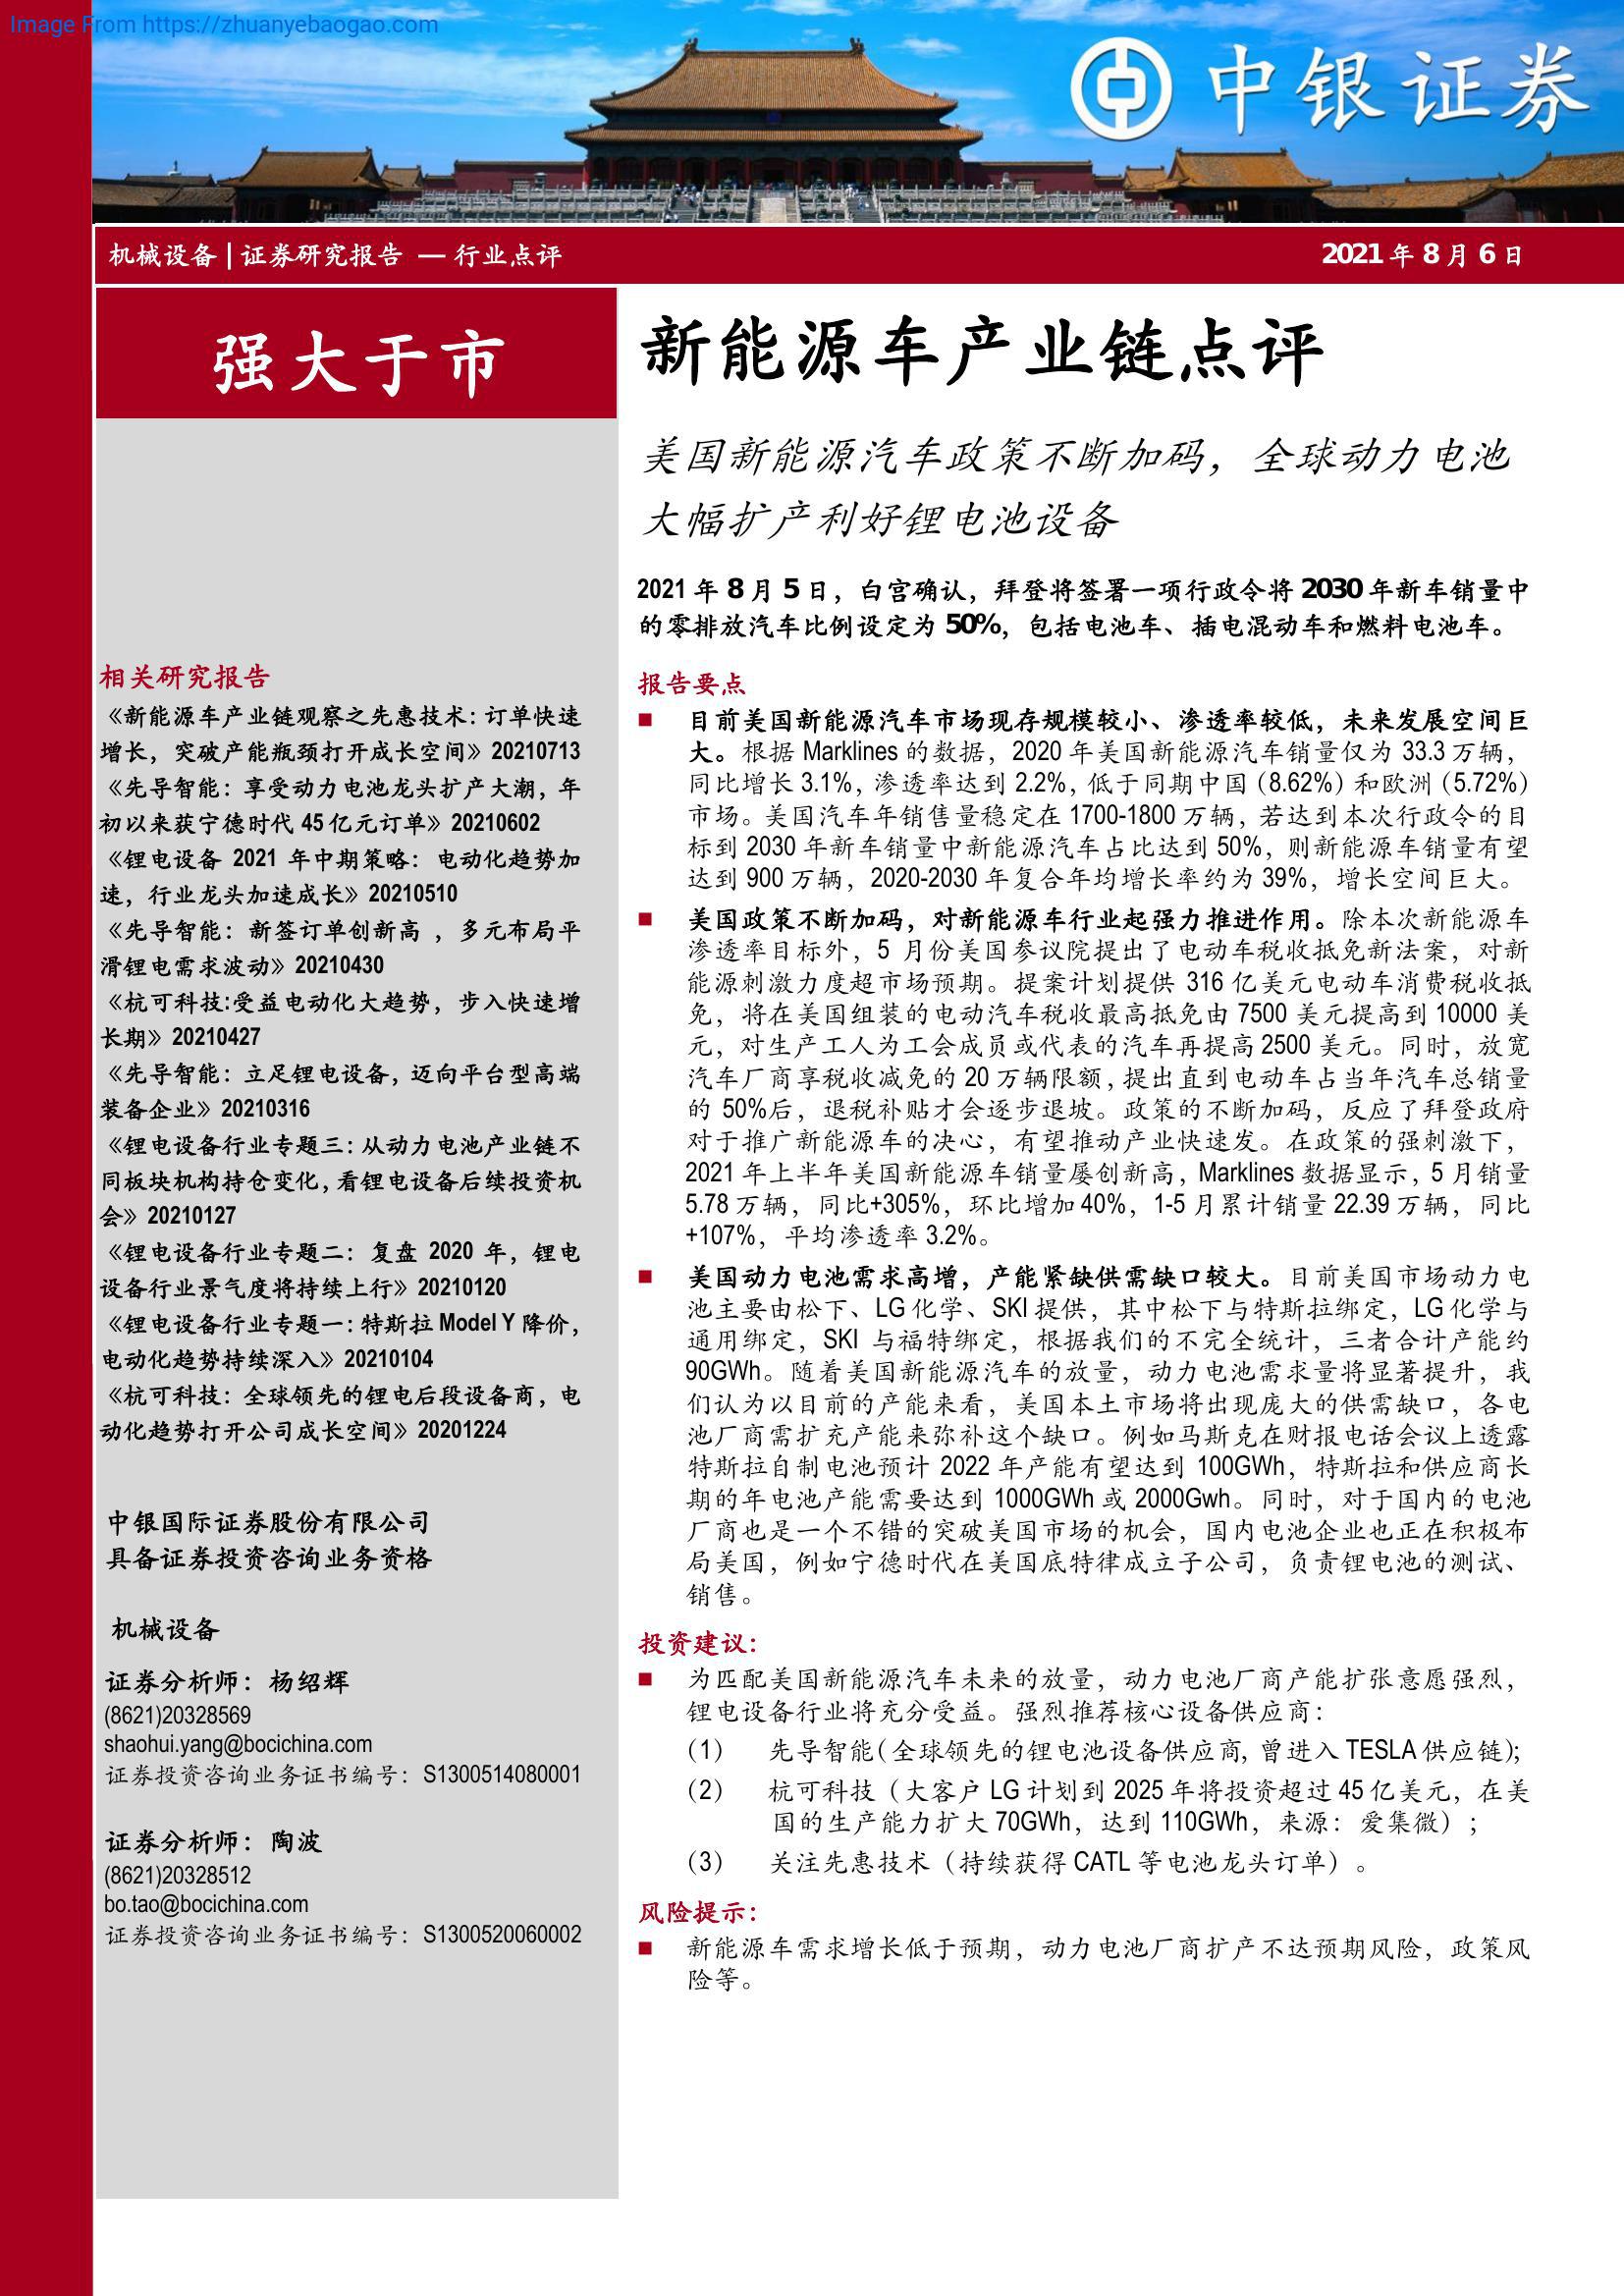 Image From https://zhuanyebaogao.com
中银证券
机械设备 | 证券研究报告 — 行业点评
2021 年 8 月 6 日
强大于市
相关研究报告
《新能源车产业链观察之先惠技术：订单快速
增长，突破产能瓶颈打开成长空间》20210713
《先导智能：享受动力电池龙头扩产大潮，年
初以来获宁德时代 45 亿元订单》20210602
《锂电设备 2021 年中期策略：电动化趋势加
速，行业龙头加速成长》20210510
《先导智能：新签订单创新高 ，多元布局平
滑锂电需求波动》20210430
《杭可科技:受益电动化大趋势，步入快速增
长期》20210427
《先导智能：立足锂电设备，迈向平台型高端
装备企业》20210316
《锂电设备行业专题三：从动力电池产业链不
同板块机构持仓变化，看锂电设备后续投资机
会》20210127
《锂电设备行业专题二：复盘 2020 年，锂电
设备行业景气度将持续上行》20210120
《锂电设备行业专题一：特斯拉 Model Y 降价，
电动化趋势持续深入》20210104
《杭可科技：全球领先的锂电后段设备商，电
动化趋势打开公司成长空间》20201224
中银国际证券股份有限公司
具备证券投资咨询业务资格
机械设备
证券分析师：杨绍辉
(8621)20328569
shaohui.yang@bocichina.com
证券投资咨询业务证书编号：S1300514080001
证券分析师：陶波
(8621)20328512
bo.tao@bocichina.com
证券投资咨询业务证书编号：S1300520060002
新能源车产业链点评
美国新能源汽车政策不断加码，全球动力电池
大幅扩产利好锂电池设备
2021 年 8 月 5 日，白宫确认，拜登将签署一项行政令将 2030 年新车销量中
的零排放汽车比例设定为 50%，包括电池车、插电混动车和燃料电池车。
报告要点
■ 目前美国新能源汽车市场现存规模较小、渗透率较低，未来发展空间巨
大。根据 Marklines 的数据，2020 年美国新能源汽车销量仅为 33.3 万辆，
同比增长 3.1%，渗透率达到 2.2%，低于同期中国（8.62%）和欧洲（5.72%）
市场。美国汽车年销售量稳定在 1700-1800 万辆，若达到本次行政令的目
标到 2030 年新车销量中新能源汽车占比达到 50%，则新能源车销量有望
达到 900 万辆，2020-2030 年复合年均增长率约为 39%，增长空间巨大。
■ 美国政策不断加码，对新能源车行业起强力推进作用。除本次新能源车
渗透率目标外，5 月份美国参议院提出了电动车税收抵免新法案，对新
能源刺激力度超市场预期。提案计划提供 316 亿美元电动车消费税收抵
免，将在美国组装的电动汽车税收最高抵免由 7500 美元提高到 10000 美
元，对生产工人为工会成员或代表的汽车再提高 2500 美元。同时，放宽
汽车厂商享税收减免的 20 万辆限额，提出直到电动车占当年汽车总销量
的 50%后，退税补贴才会逐步退坡。政策的不断加码，反应了拜登政府
对于推广新能源车的决心，有望推动产业快速发。在政策的强刺激下，
2021 年上半年美国新能源车销量屡创新高，Marklines 数据显示，5 月销量
5.78 万辆，同比+305%，环比增加 40%，1-5 月累计销量 22.39 万辆，同比
+107%，平均渗透率 3.2%。
■ 美国动力电池需求高增，产能紧缺供需缺口较大。目前美国市场动力电
池主要由松下、LG 化学、SKI 提供，其中松下与特斯拉绑定，LG 化学与
通用绑定，SKI 与福特绑定，根据我们的不完全统计，三者合计产能约
90GWh。随着美国新能源汽车的放量，动力电池需求量将显著提升，我
们认为以目前的产能来看，美国本土市场将出现庞大的供需缺口，各电
池厂商需扩充产能来弥补这个缺口。例如马斯克在财报电话会议上透露
特斯拉自制电池预计 2022 年产能有望达到 100GWh，特斯拉和供应商长
期的年电池产能需要达到 1000GWh 或 2000Gwh。同时，对于国内的电池
厂商也是一个不错的突破美国市场的机会，国内电池企业也正在积极布
局美国，例如宁德时代在美国底特律成立子公司，负责锂电池的测试、
销售。
投资建议：
■ 为匹配美国新能源汽车未来的放量，动力电池厂商产能扩张意愿强烈，
锂电设备行业将充分受益。强烈推荐核心设备供应商：
（1） 先导智能（全球领先的锂电池设备供应商，曾进入 TESLA 供应链）；
（2） 杭可科技（大客户 LG 计划到 2025 年将投资超过 45 亿美元，在美
国的生产能力扩大 70GWh，达到 110GWh，来源：爱集微）；
（3） 关注先惠技术（持续获得 CATL 等电池龙头订单）。
风险提示：
■ 新能源车需求增长低于预期，动力电池厂商扩产不达预期风险，政策风
险等。